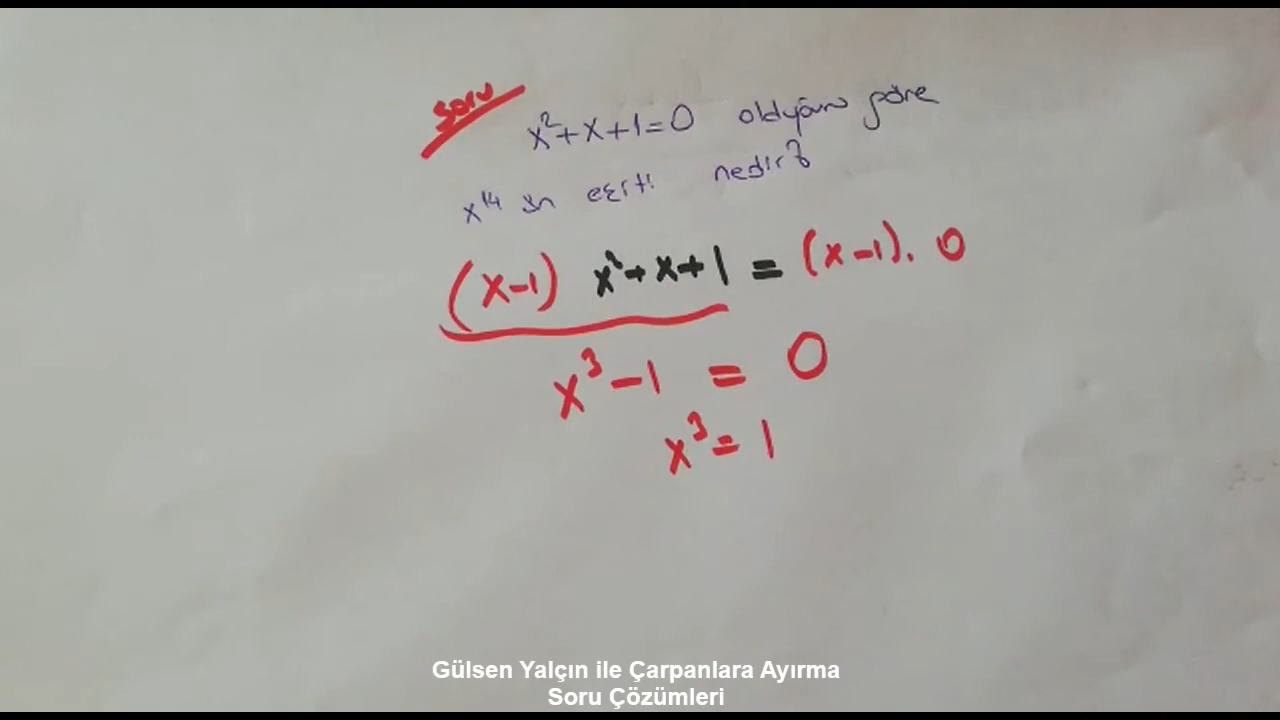 Soru
x²+x+1=0 olduğuna göre
x¹⁴ ün eşiti nedir?
(x-1) x²+x+1 = (x-1). 0
x³-1 = 0
x³=1
Gülsen Yalçın ile Çarpanlara Ayırma
Soru Çözümleri